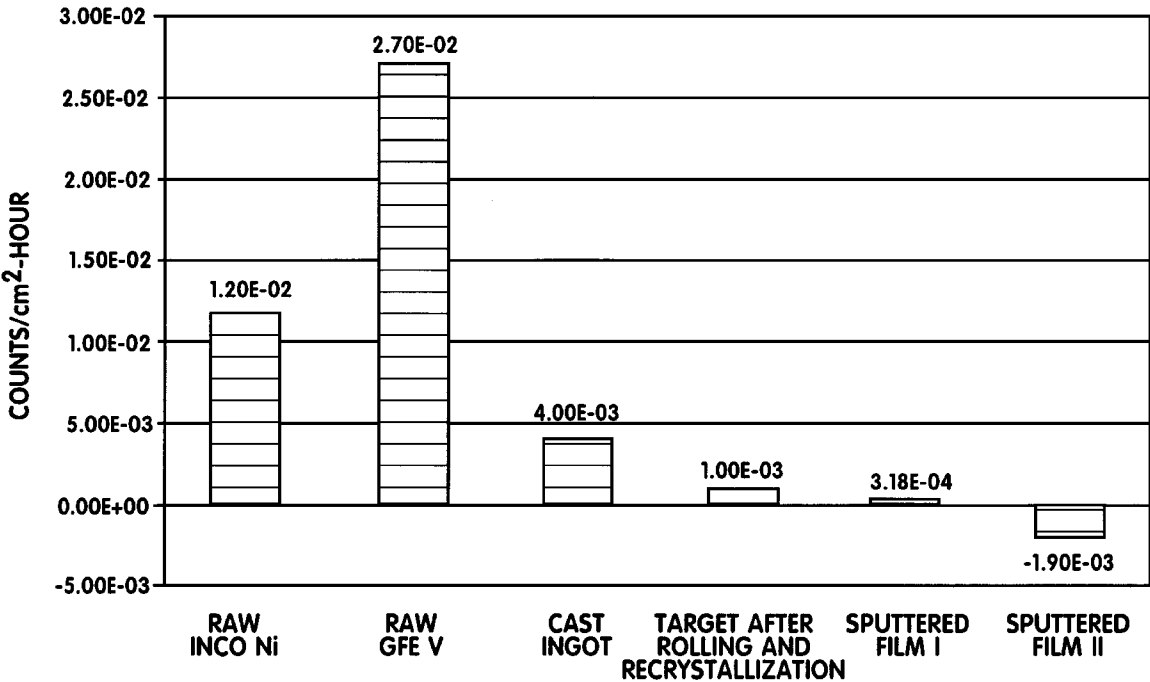 COUNTS/cm²-HOUR
3.00E-02
2.50E-02
2.00E-02
1.50E-02
1.00E-02
5.00E-03
0.00E+00
-5.00E-03
1.20E-02
2.70E-02
4.00E-03
1.00E-03
3.18E-04
-1.90E-03
RAW
INCO Ni
RAW
GFE V
CAST
INGOT
TARGET AFTER
ROLLING AND
RECRYSTALLIZATION
SPUTTERED
FILM I
SPUTTERED
FILM II